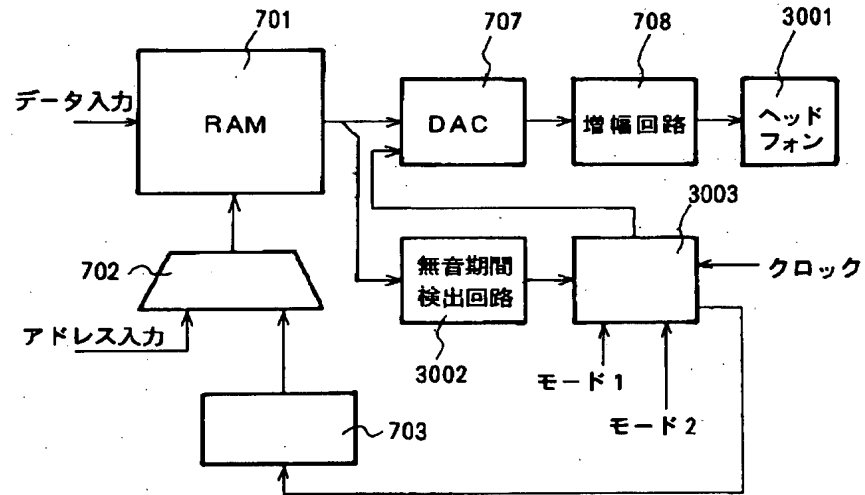 701
707
708
3001
データ入力
RAM
DAC
増幅回路
ヘッド
フォン
3003
702
無音期間
検出回路
クロック
アドレス入力
3002
モード1
モード2
703